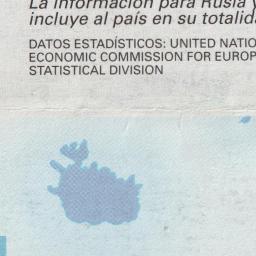 La información para Rusia y
incluye al país en su totalid
DATOS ESTADÍSTICOS: UNITED NATIO
ECONOMIC COMMISSION FOR EUROP
STATISTICAL DIVISION